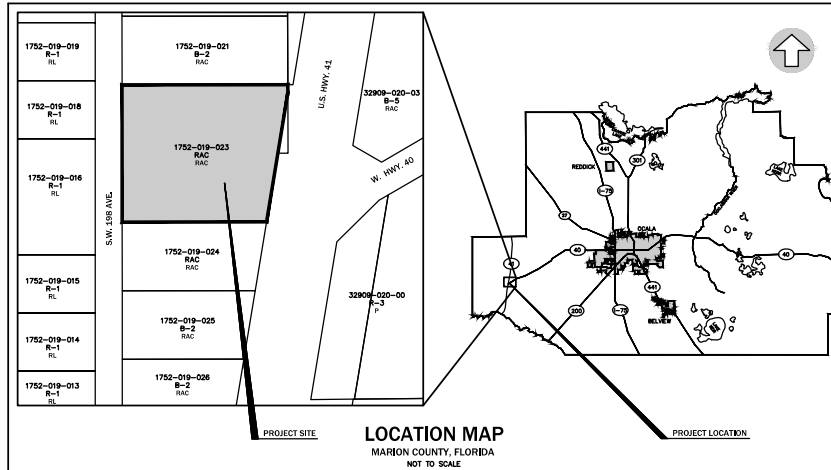 1752-019-019
R-1
RL
1752-019-018
R-1
RL
1752-019-016
R-1
RL
1752-019-015
R-1
RL
1752-019-014
R-1
RL
1752-019-013
R-1
RL
S.W. 198 AVE.
1752-019-021
B-2
RAC
1752-019-023
RAC
RAC
1752-019-024
RAC
RAC
1752-019-025
B-2
RAC
1752-019-026
B-2
RAC
U.S. HWY. 41
32909-020-03
B-5
RAC
W. HWY. 40
32909-020-00
R-3
P
PROJECT SITE
441
301
REDDICK
I-75
27
OCALA
40
41
40
441
200
I-75
BELVIEW
PROJECT LOCATION
LOCATION MAP
MARION COUNTY, FLORIDA
NOT TO SCALE